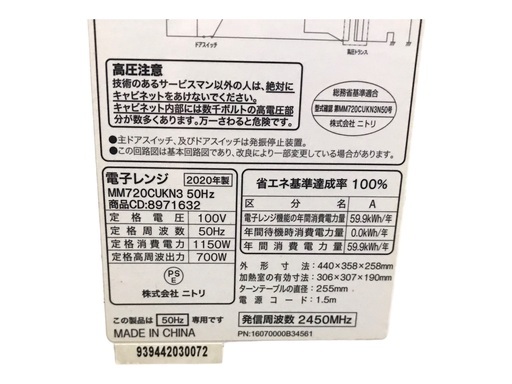 ドアスイッチ
高圧トランス
高圧注意
技術のあるサービスマン以外の人は、絶対に
キャビネットをあけないでください。
キャビネット内部には数千ボルトの高電圧部
分が数多くあります。万一さわると危険です。
総務省基準適合
型式確認 第MM720CUKN3N50号
株式会社 ニトリ
●主ドアスイッチ、及びドアスイッチは発振停止装置。
●この回路図は基本回路図であり、改良により一部変更している場合
電子レンジ 2020年製
MM720CUKN3 50Hz
商品CD:8971632
定格電圧 100V
定格周波数 50Hz
定格消費電力 1150W
定格高周波出力 700W
PS
E
株式会社 ニトリ
この製品は 50Hz 専用です
MADE IN CHINA
939442030072
省エネ基準達成率 100%
区分 A
電子レンジ機能の年間消費電力量 59.9kWh/年
年間待機時消費電力量 0.0kWh/年
年間消費電力量 59.9kWh/年
外形寸法:440×358×258mm
加熱室の有効寸法:306×307×190mm
ターンテーブルの直径:255mm
電源コード:1.5m
発信周波数 2450MHz
PN:16070000B34561